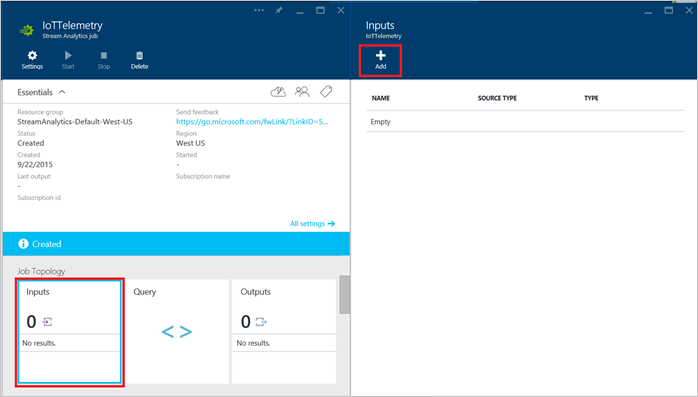 IoTTelemetry
Stream Analytics job
Settings
Start
Stop
Delete
Essentials
Resource group
StreamAnalytics-Default-West-US
Status
Created
Created
9/22/2015
Last output
-
Subscription id
Send feedback
https://go.microsoft.com/fwLink/?LinkID=5...
Region
West US
Started
-
Subscription name
All settings
Created
Job Topology
Inputs
0
No results.
Query
< >
Outputs
0
No results.
Inputs
IoTTelemetry
Add
NAME SOURCE TYPE TYPE
Empty